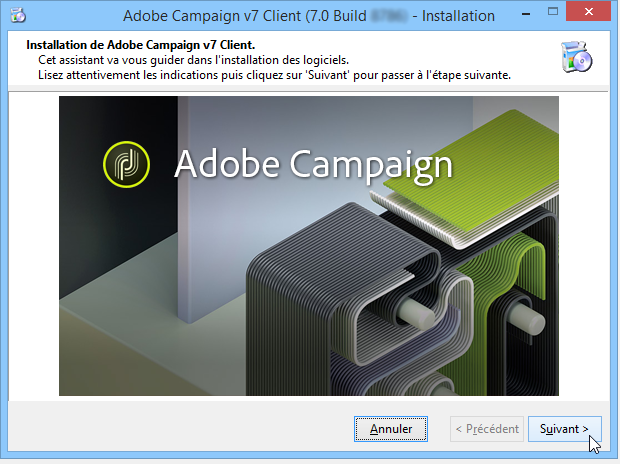 Adobe Campaign v7 Client (7.0 Build ) - Installation
Installation de Adobe Campaign v7 Client.
Cet assistant va vous guider dans l'installation des logiciels.
Lisez attentivement les indications puis cliquez sur 'Suivant' pour passer à l'étape suivante.
Adobe Campaign
Annuler
< Précédent
Suivant >